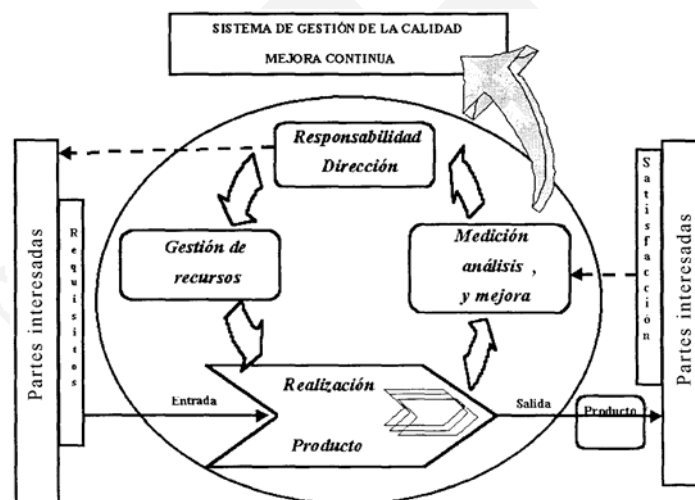 SISTEMA DE GESTIÓN DE LA CALIDAD
MEJORA CONTINUA
Responsabilidad
Dirección
Partes interesadas
Requisitos
Gestión de
recursos
Medición
análisis ,
y mejora
Satisfacción
Partes interesadas
Entrada
Realización
Producto
Salida
Producto